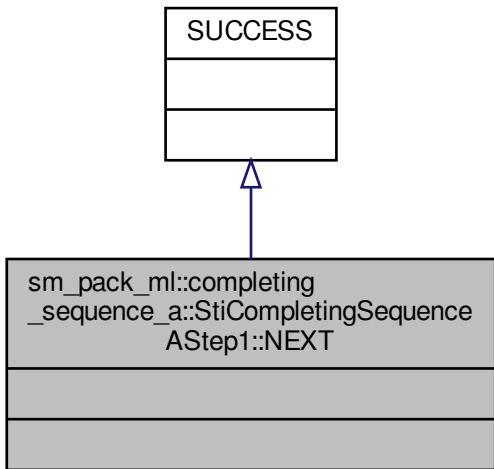 SUCCESS
sm_pack_ml::completing
_sequence_a::StiCompletingSequence
AStep1::NEXT